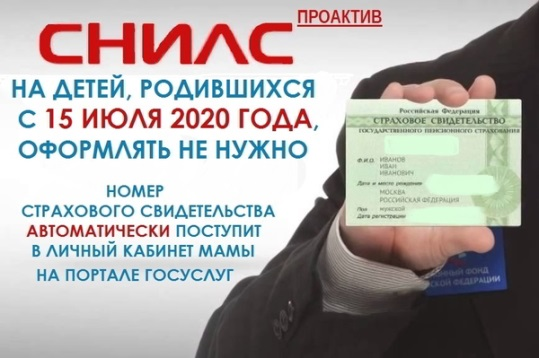 СНИЛС ПРОАКТИВ
НА ДЕТЕЙ, РОДИВШИХСЯ
С 15 ИЮЛЯ 2020 ГОДА,
ОФОРМЛЯТЬ НЕ НУЖНО
НОМЕР
СТРАХОВОГО СВИДЕТЕЛЬСТВА
АВТОМАТИЧЕСКИ ПОСТУПИТ
В ЛИЧНЫЙ КАБИНЕТ МАМЫ
НА ПОРТАЛЕ ГОСУСЛУГ
Российская Федерация
СТРАХОВОЕ СВИДЕТЕЛЬСТВО
ГОСУДАРСТВЕННОГО ПЕНСИОННОГО СТРАХОВАНИЯ
Ф.И.О. ИВАНОВ
ИВАН
ИВАНОВИЧ
Дата и место рождения
МОСКВА
РОССИЙСКАЯ ФЕДЕРАЦИЯ
Пол мужской
Дата регистрации
ФОНД
ФЕДЕРАЦИИ